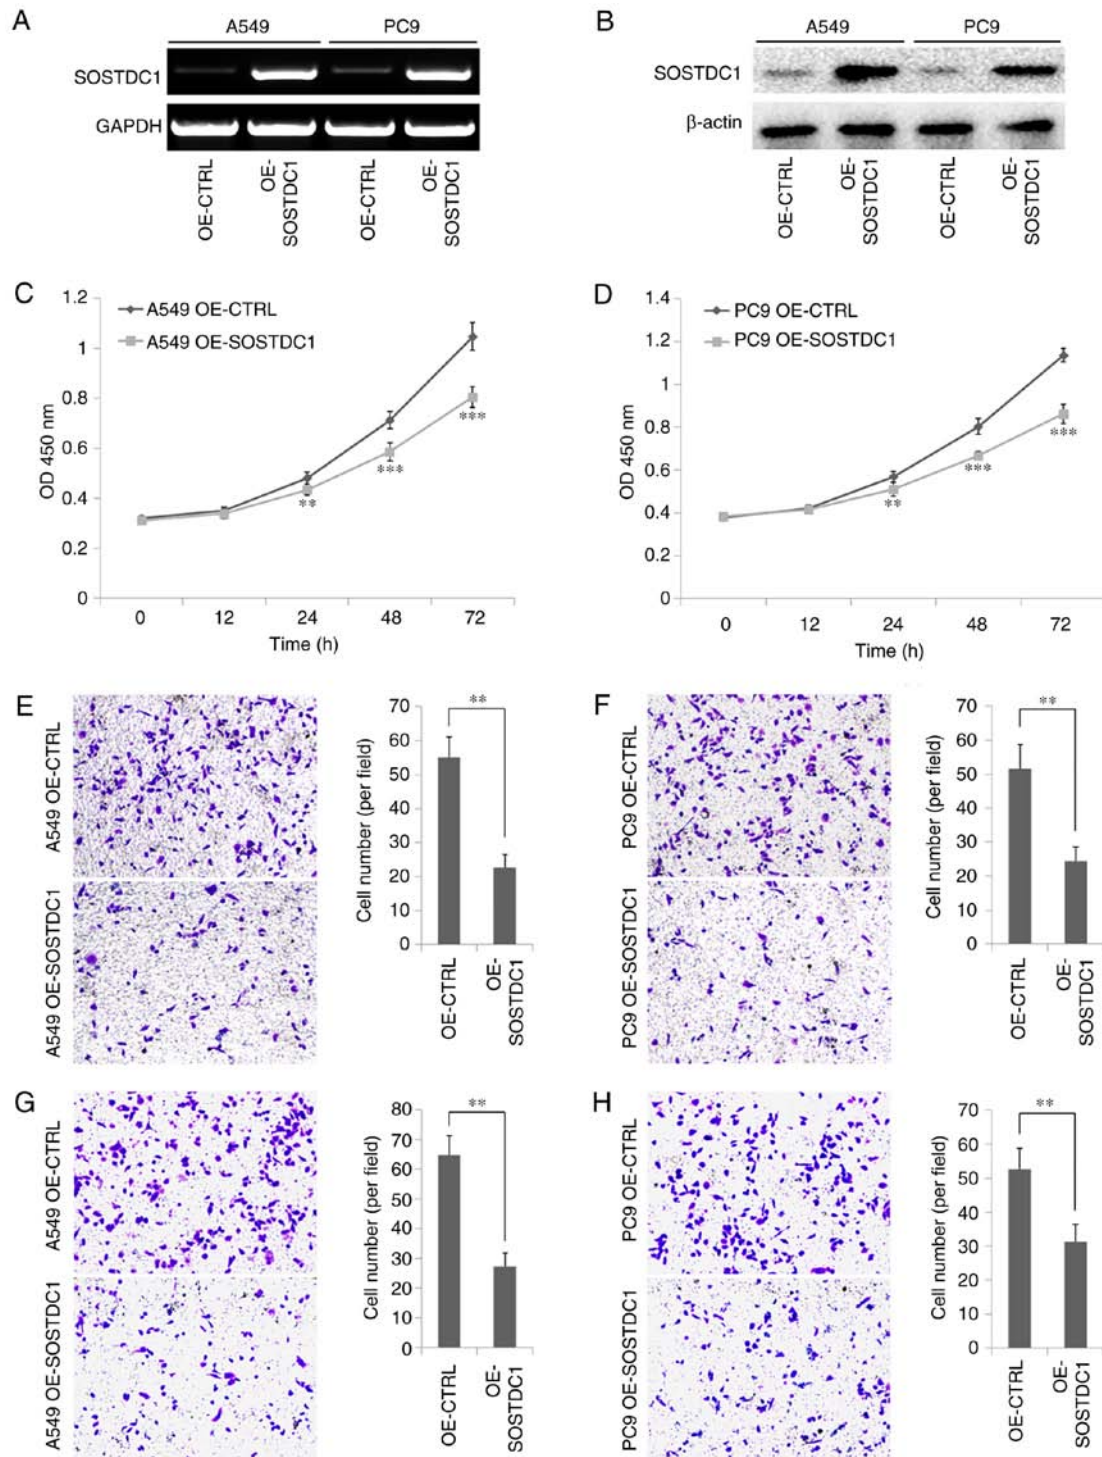 A
A549
PC9
SOSTDC1
GAPDH
OE-CTRL
OE-
SOSTDC1
OE-CTRL
OE-
SOSTDC1
B
A549
PC9
SOSTDC1
β-actin
OE-CTRL
OE-
SOSTDC1
OE-CTRL
OE-
SOSTDC1
C
1.2
1
0.8
0.6
0.4
0.2
0
OD 450 nm
A549 OE-CTRL
A549 OE-SOSTDC1
**
***
***
0
12
24
48
72
Time (h)
D
1.4
1.2
1
0.8
0.6
0.4
0.2
0
OD 450 nm
PC9 OE-CTRL
PC9 OE-SOSTDC1
**
***
***
0
12
24
48
72
Time (h)
E
A549 OE-CTRL
A549 OE-SOSTDC1
Cell number (per field)
70
60
50
40
30
20
10
0
**
OE-CTRL
OE-
SOSTDC1
F
PC9 OE-CTRL
PC9 OE-SOSTDC1
Cell number (per field)
70
60
50
40
30
20
10
0
**
OE-CTRL
OE-
SOSTDC1
G
A549 OE-CTRL
A549 OE-SOSTDC1
Cell number (per field)
80
70
60
50
40
30
20
10
0
**
OE-CTRL
OE-
SOSTDC1
H
PC9 OE-CTRL
PC9 OE-SOSTDC1
Cell number (per field)
70
60
50
40
30
20
10
0
**
OE-CTRL
OE-
SOSTDC1